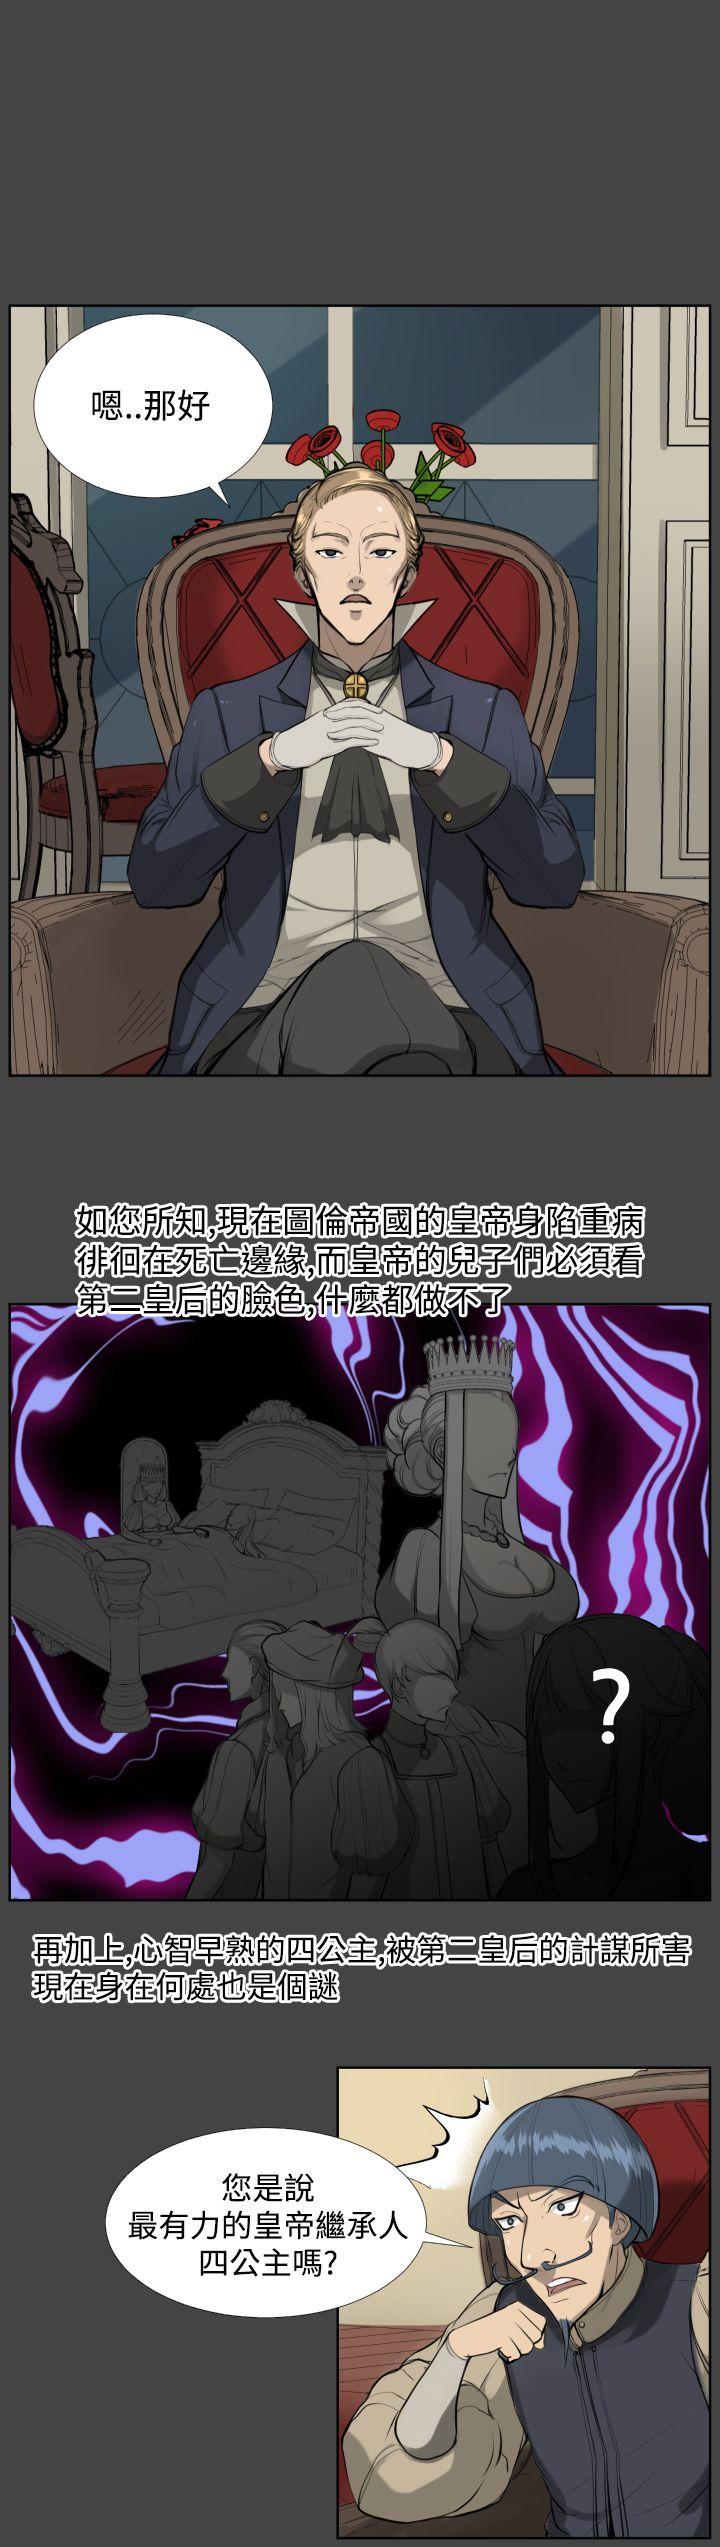 嗯..那好
如您所知,現在圖倫帝國的皇帝身陷重病
徘徊在死亡邊緣,而皇帝的兒子們必須看
第二皇后的臉色,什麼都做不了
?
再加上,心智早熟的四公主,被第二皇后的計謀所害
現在身在何處也是個謎
您是說
最有力的皇帝繼承人
四公主嗎?